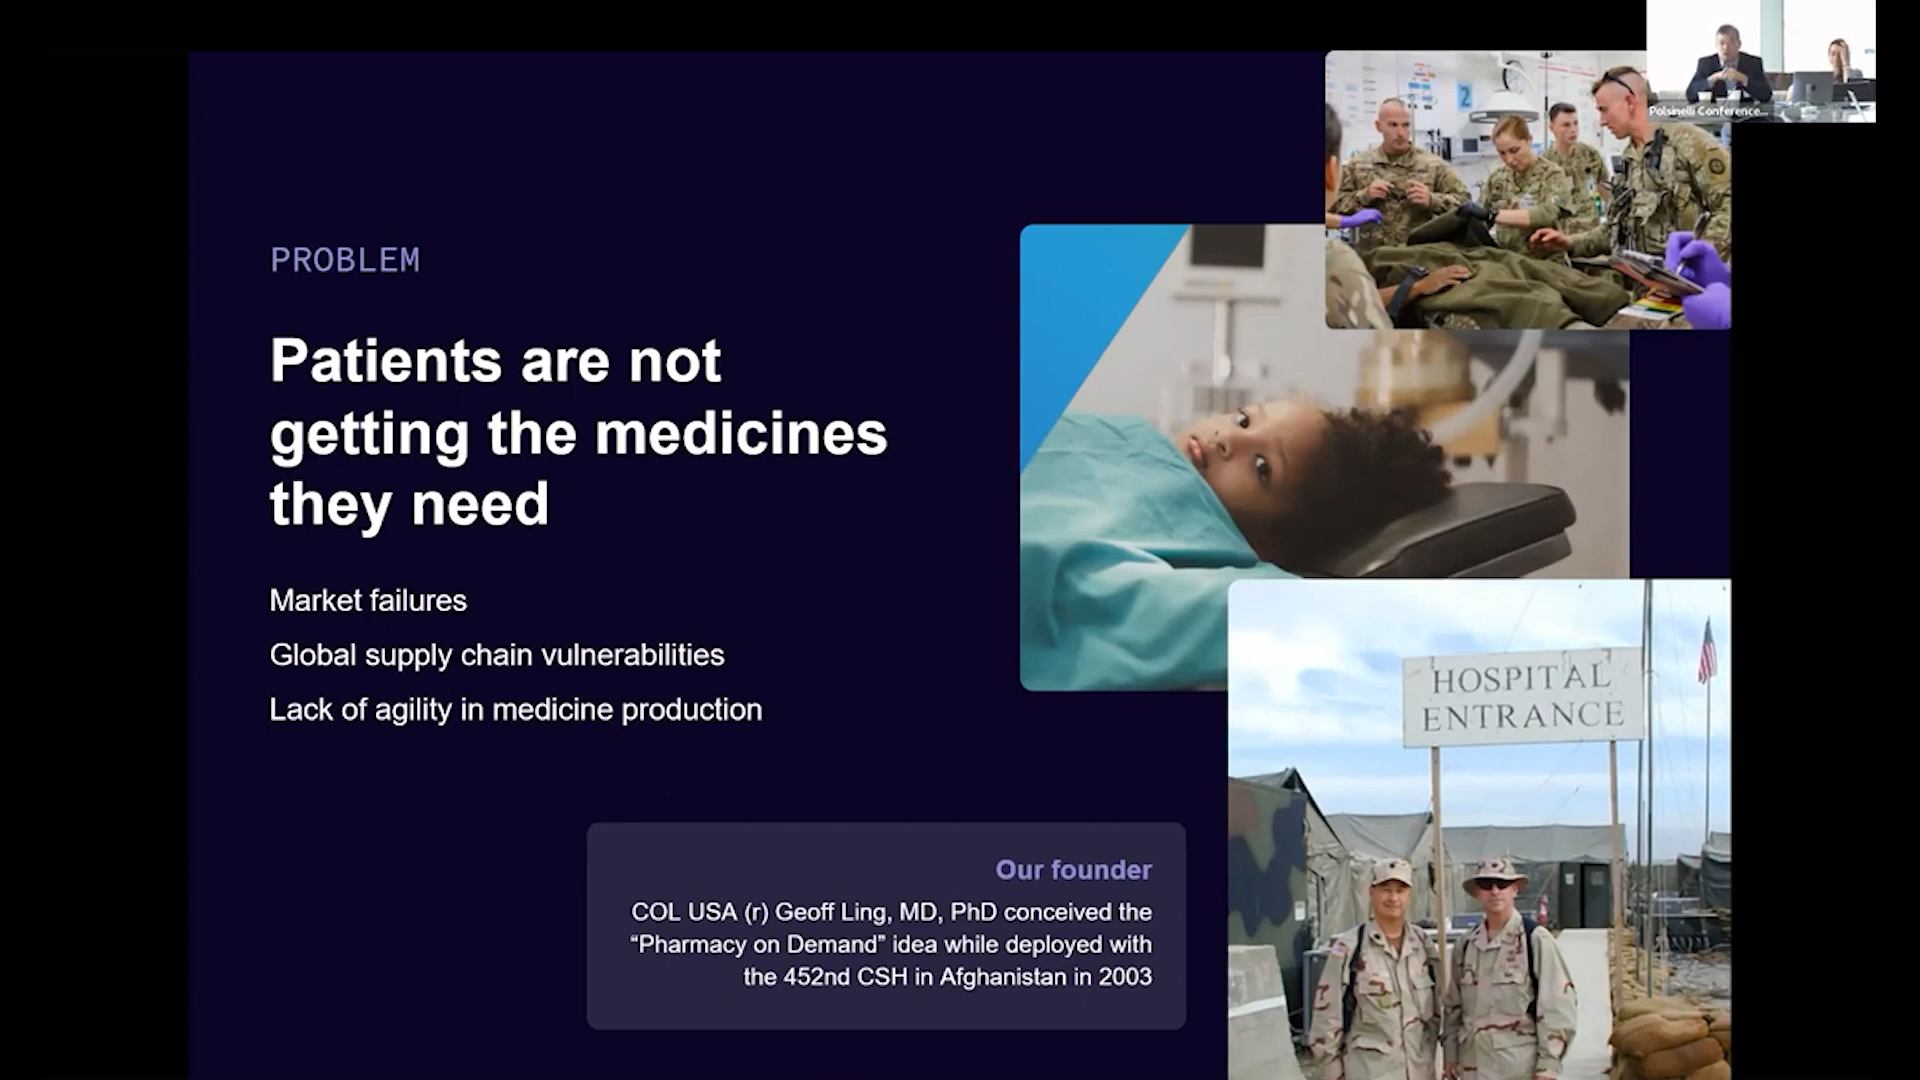 PROBLEM
Patients are not
getting the medicines
they need
Market failures
Global supply chain vulnerabilities
Lack of agility in medicine production
Our founder
COL USA (r) Geoff Ling, MD, PhD conceived the
“Pharmacy on Demand” idea while deployed with
the 452nd CSH in Afghanistan in 2003
Polsinelli Conference...
2
HOSPITAL
ENTRANCE